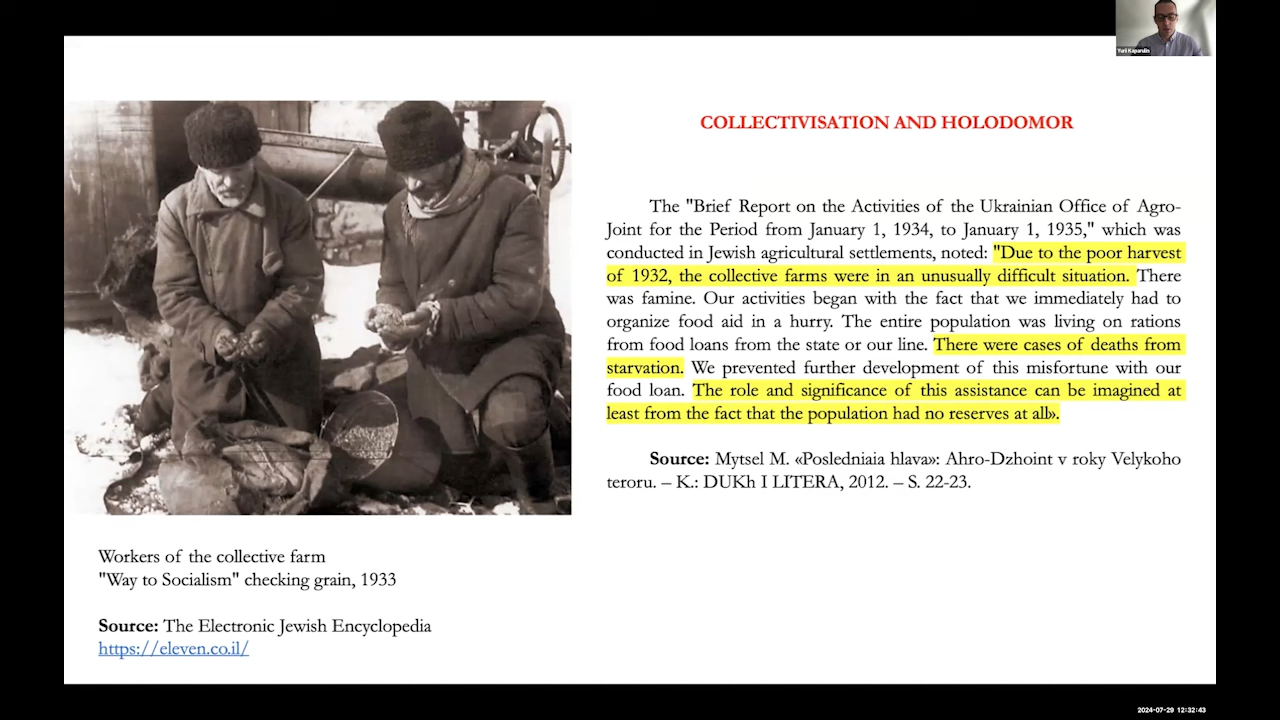 Yurii Kaparulin
COLLECTIVISATION AND HOLODOMOR
The "Brief Report on the Activities of the Ukrainian Office of Agro-
Joint for the Period from January 1, 1934, to January 1, 1935," which was
conducted in Jewish agricultural settlements, noted: "Due to the poor harvest
of 1932, the collective farms were in an unusually difficult situation. There
was famine. Our activities began with the fact that we immediately had to
organize food aid in a hurry. The entire population was living on rations
from food loans from the state or our line. There were cases of deaths from
starvation. We prevented further development of this misfortune with our
food loan. The role and significance of this assistance can be imagined at
least from the fact that the population had no reserves at all».
Source: Mytsel M. «Posledniaia hlava»: Ahro-Dzhoint v roky Velykoho
teroru. – K.: DUKh I LITERA, 2012. – S. 22-23.
Workers of the collective farm
"Way to Socialism" checking grain, 1933
Source: The Electronic Jewish Encyclopedia
https://eleven.co.il/
2024-07-29 12:32:43